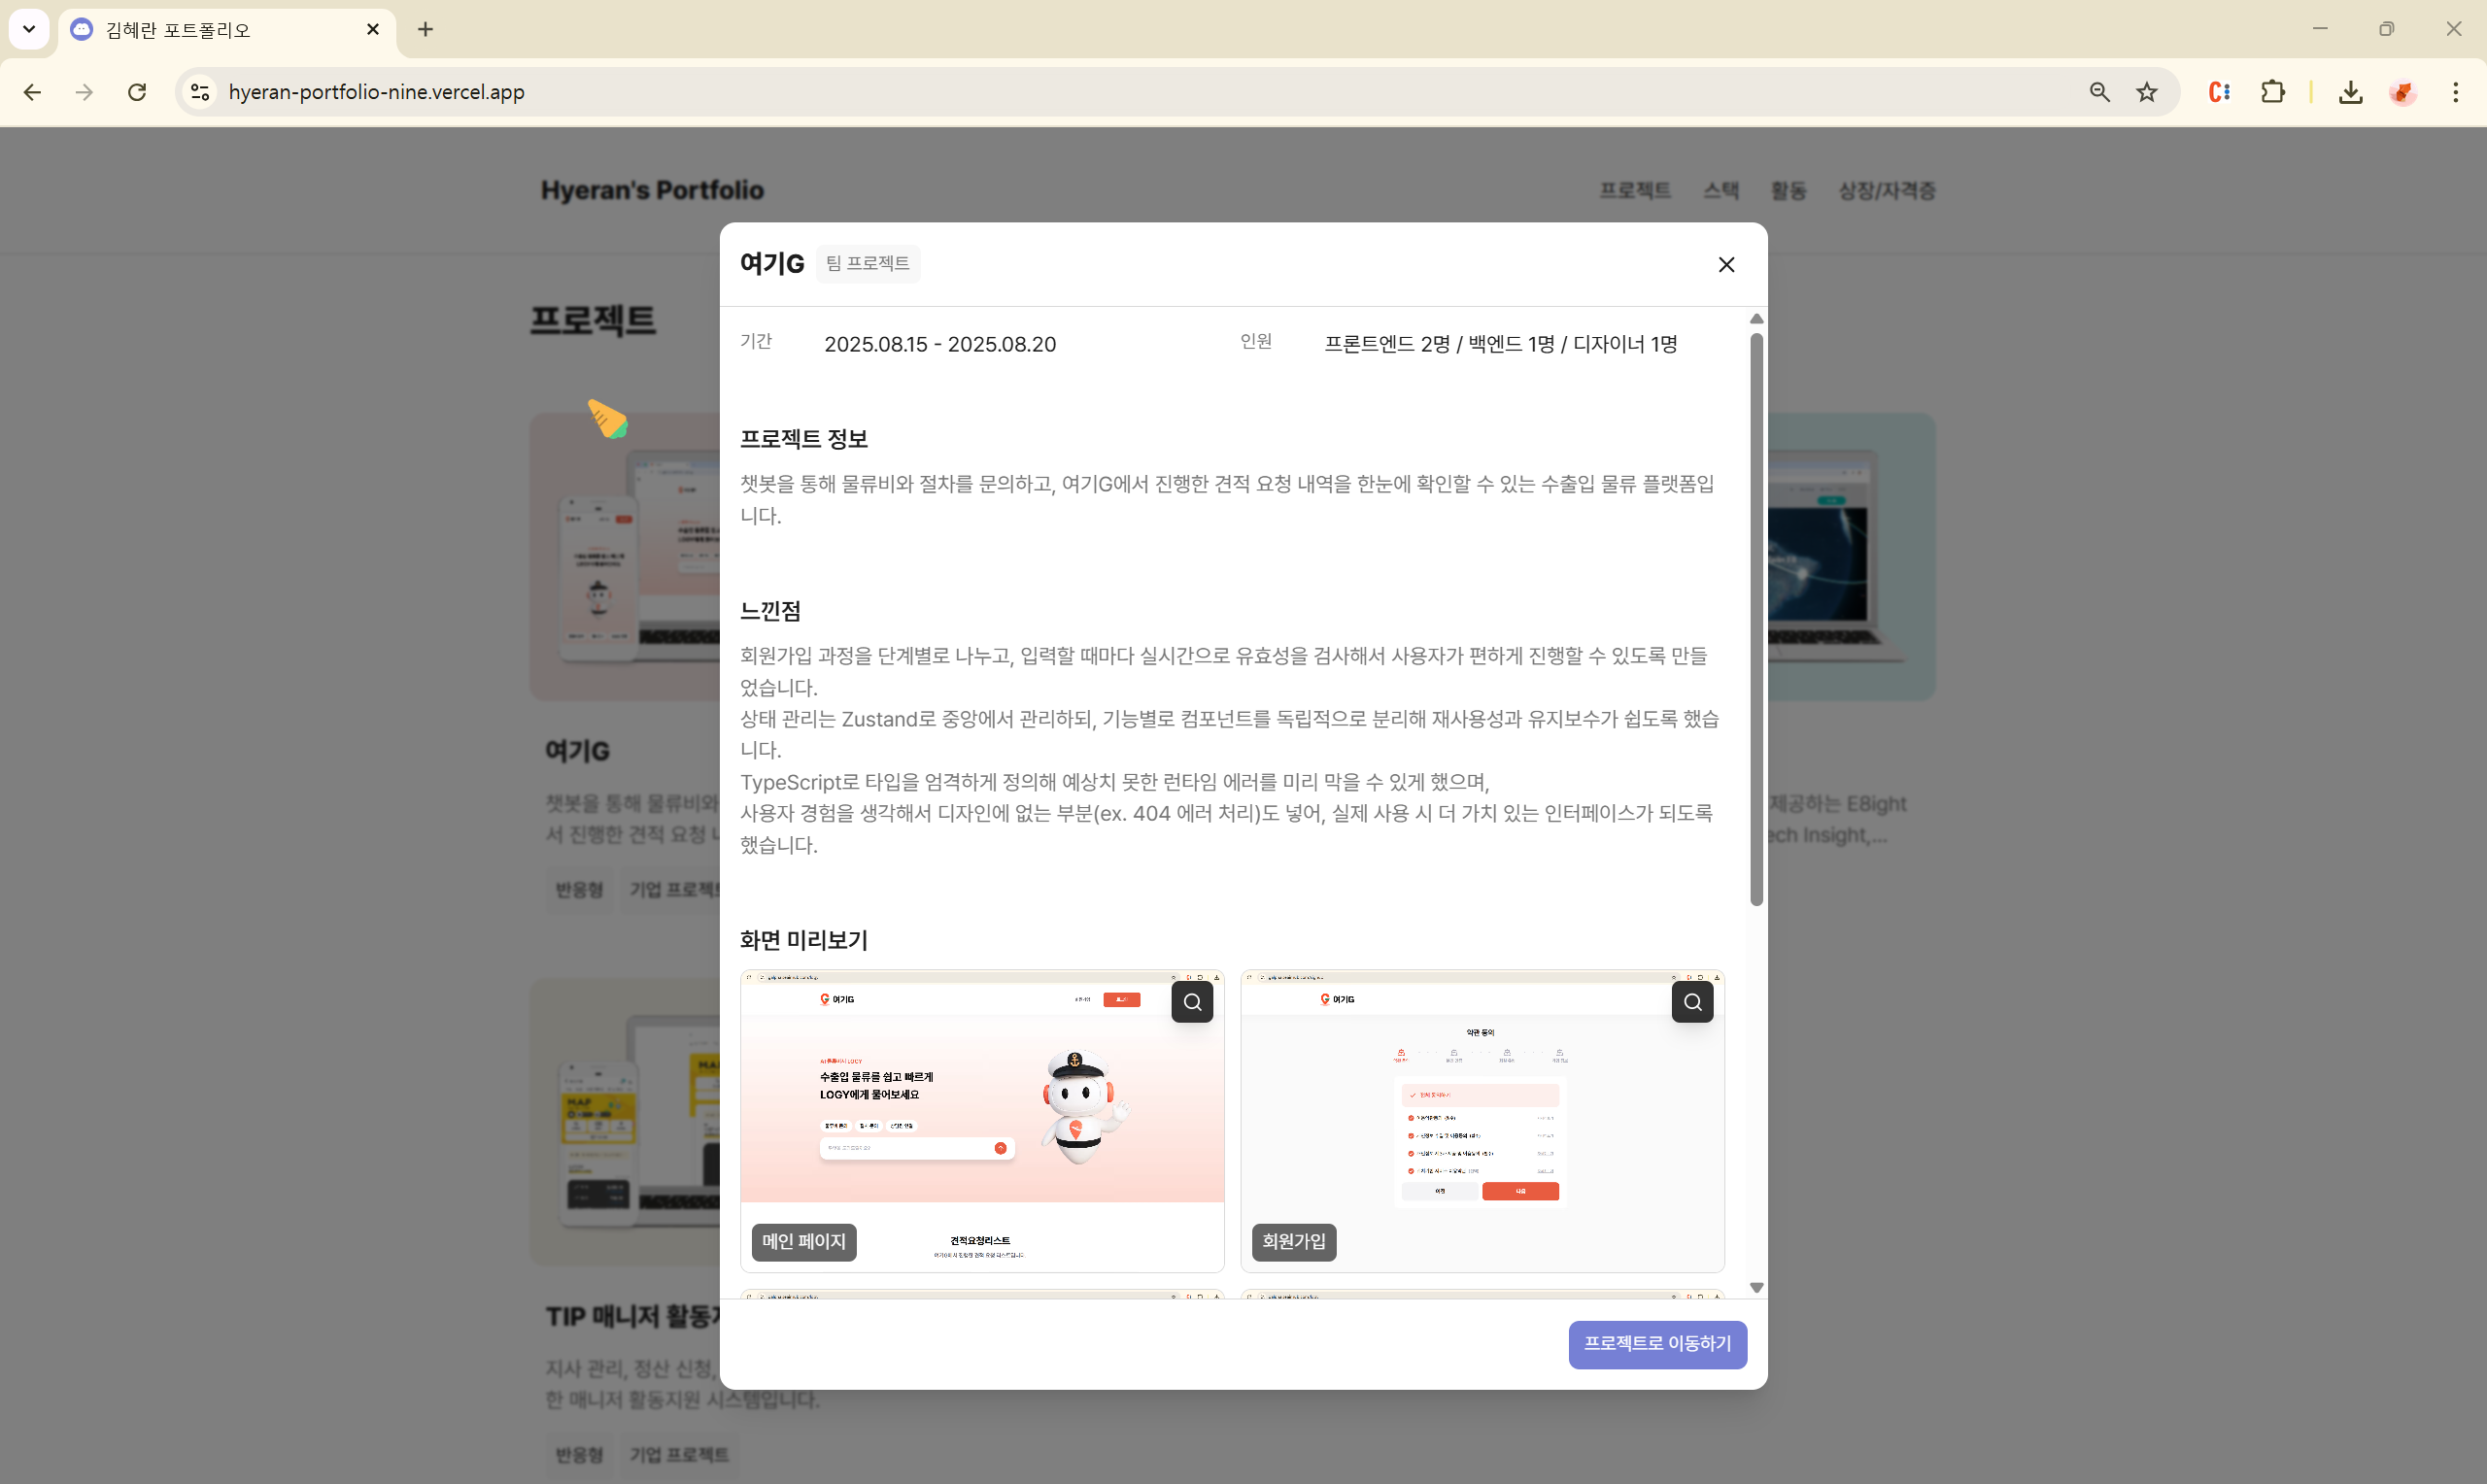 김혜란 포트폴리오
hyeran-portfolio-nine.vercel.app
Hyeran's Portfolio
프로젝트 스택 활동 상장/자격증
프로젝트
여기G 팀 프로젝트
기간 2025.08.15 - 2025.08.20 인원 프론트엔드 2명 / 백엔드 1명 / 디자이너 1명
프로젝트 정보
챗봇을 통해 물류비와 절차를 문의하고, 여기G에서 진행한 견적 요청 내역을 한눈에 확인할 수 있는 수출입 물류 플랫폼입
니다.
느낀점
회원가입 과정을 단계별로 나누고, 입력할 때마다 실시간으로 유효성을 검사해서 사용자가 편하게 진행할 수 있도록 만들
었습니다.
상태 관리는 Zustand로 중앙에서 관리하되, 기능별로 컴포넌트를 독립적으로 분리해 재사용성과 유지보수가 쉽도록 했습
니다.
TypeScript로 타입을 엄격하게 정의해 예상치 못한 런타임 에러를 미리 막을 수 있게 했으며,
사용자 경험을 생각해서 디자인에 없는 부분(ex. 404 에러 처리)도 넣어, 실제 사용 시 더 가치 있는 인터페이스가 되도록
했습니다.
화면 미리보기
여기G
수출입 물류를 쉽고 빠르게
LOGY에게 물어보세요
견적요청리스트
메인 페이지
여기G
약관 동의
이전 다음
회원가입
프로젝트로 이동하기
여기G
챗봇을 통해 물류비와
서 진행한 견적 요청
반응형 기업 프로젝트
제공하는 E8ight
ech Insight,...
TIP 매니저 활동
지사 관리, 정산 신청,
한 매니저 활동지원 시스템입니다.
반응형 기업 프로젝트